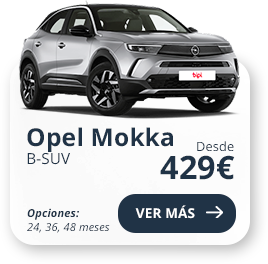 bipi
Opel Mokka
B-SUV
Desde
429€
Opciones:
24, 36, 48 meses
VER MÁS